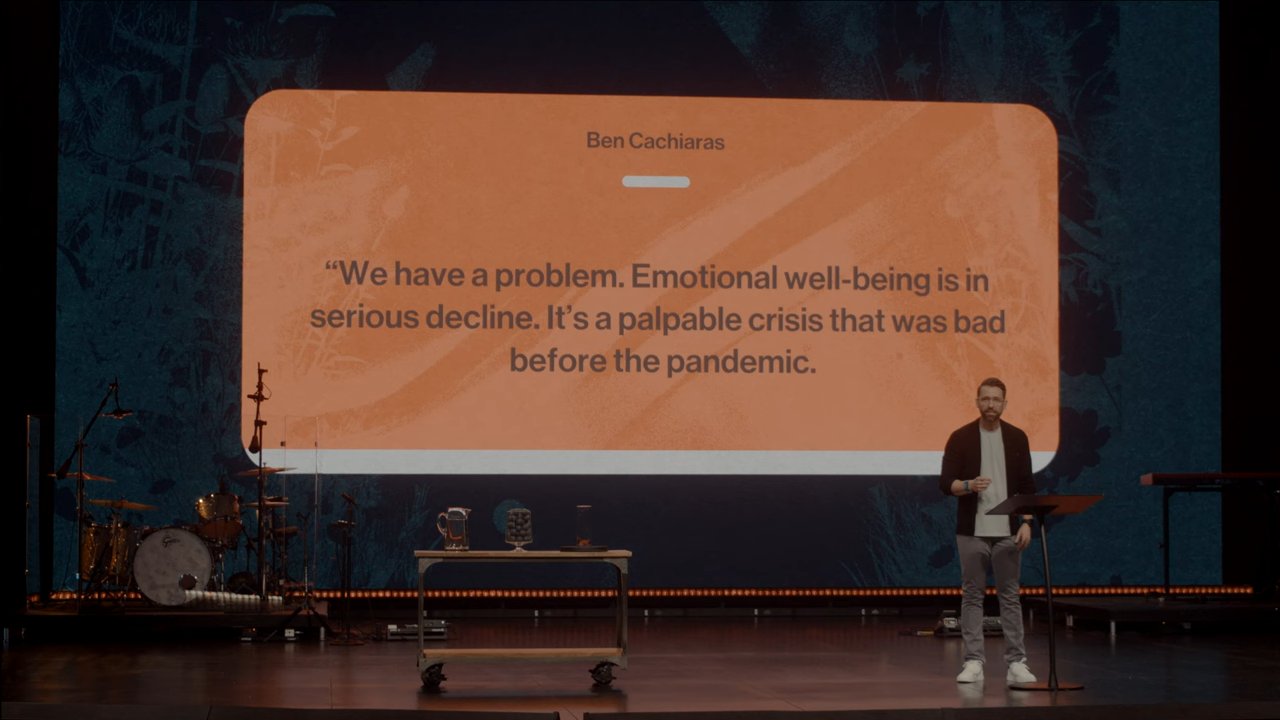 Ben Cachiaras
“We have a problem. Emotional well-being is in
serious decline. It’s a palpable crisis that was bad
before the pandemic.